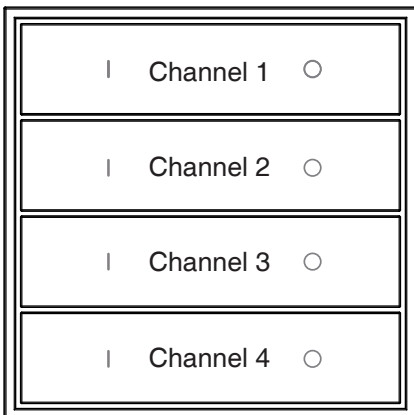 | Channel 1 ○
| Channel 2 ○
| Channel 3 ○
| Channel 4 ○